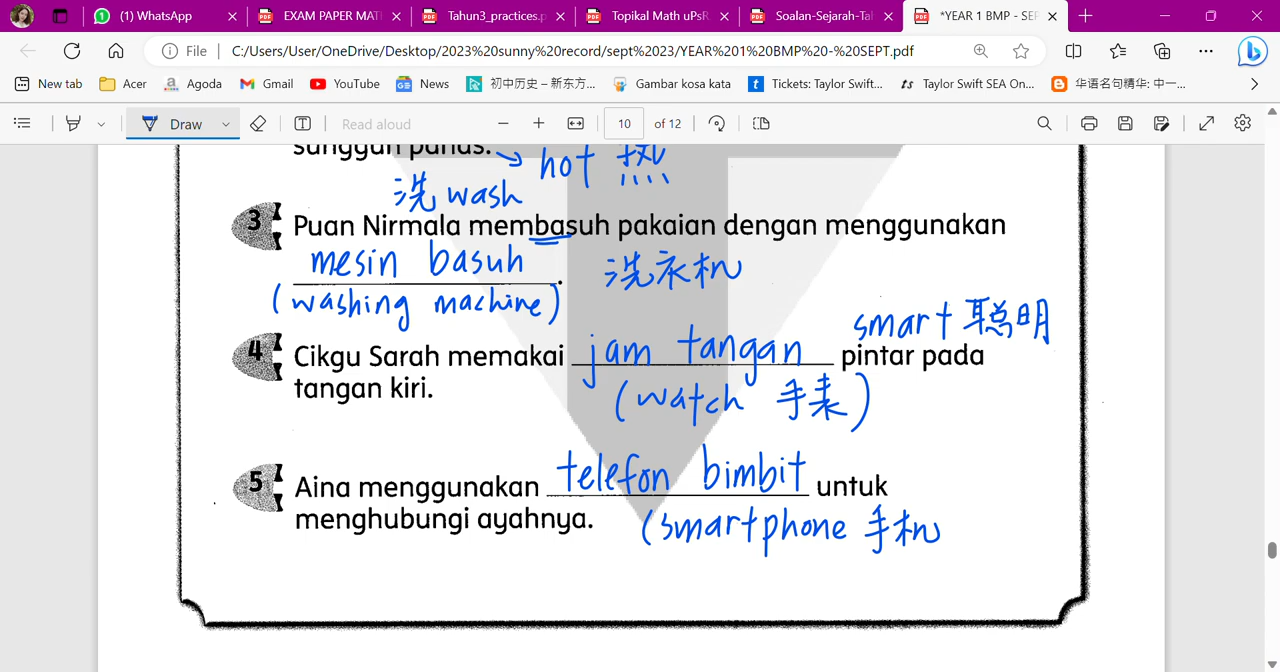 (1) WhatsApp
EXAM PAPER MAT
Tahun3_practices.p
Topikal Math uPsR
Soalan-Sejarah-Tal
*YEAR 1 BMP - SEP
File
C:/Users/User/OneDrive/Desktop/2023%20sunny%20record/sept%2023/YEAR%201%20BMP%20-%20SEPT.pdf
New tab
Acer
Agoda
Gmail
YouTube
News
初中历史 – 新东方...
Gambar kosa kata
Tickets: Taylor Swift...
Taylor Swift SEA On...
华语名句精华: 中一...
Draw
Read aloud
10 of 12
sungguh panas. → hot 热
洗 wash
3 Puan Nirmala membasuh pakaian dengan menggunakan
mesin basuh. 洗衣机
(washing machine)
smart 聪明
4 Cikgu Sarah memakai jam tangan pintar pada
tangan kiri. (watch 手表)
5 Aina menggunakan telefon bimbit untuk
menghubungi ayahnya. (smartphone 手机